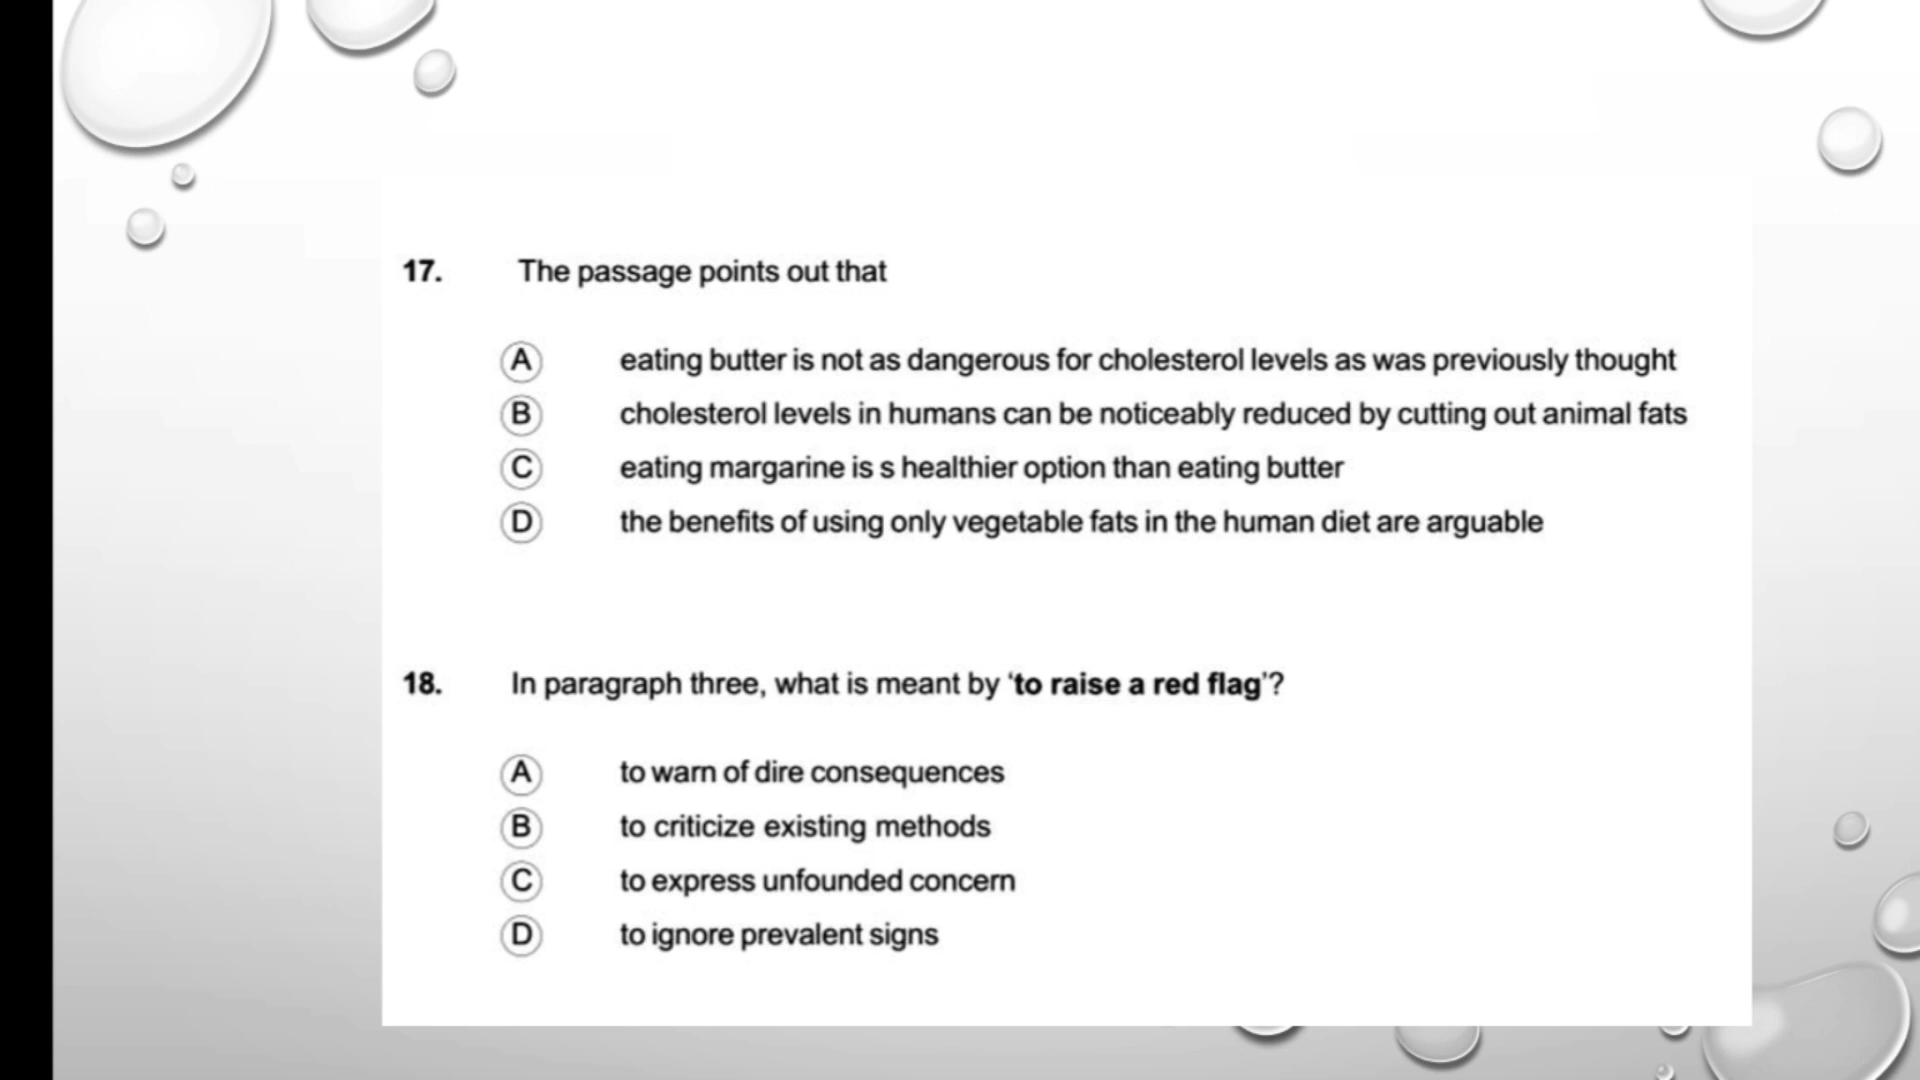 17. The passage points out that
A eating butter is not as dangerous for cholesterol levels as was previously thought
B cholesterol levels in humans can be noticeably reduced by cutting out animal fats
C eating margarine is s healthier option than eating butter
D the benefits of using only vegetable fats in the human diet are arguable
18. In paragraph three, what is meant by ‘to raise a red flag’?
A to warn of dire consequences
B to criticize existing methods
C to express unfounded concern
D to ignore prevalent signs